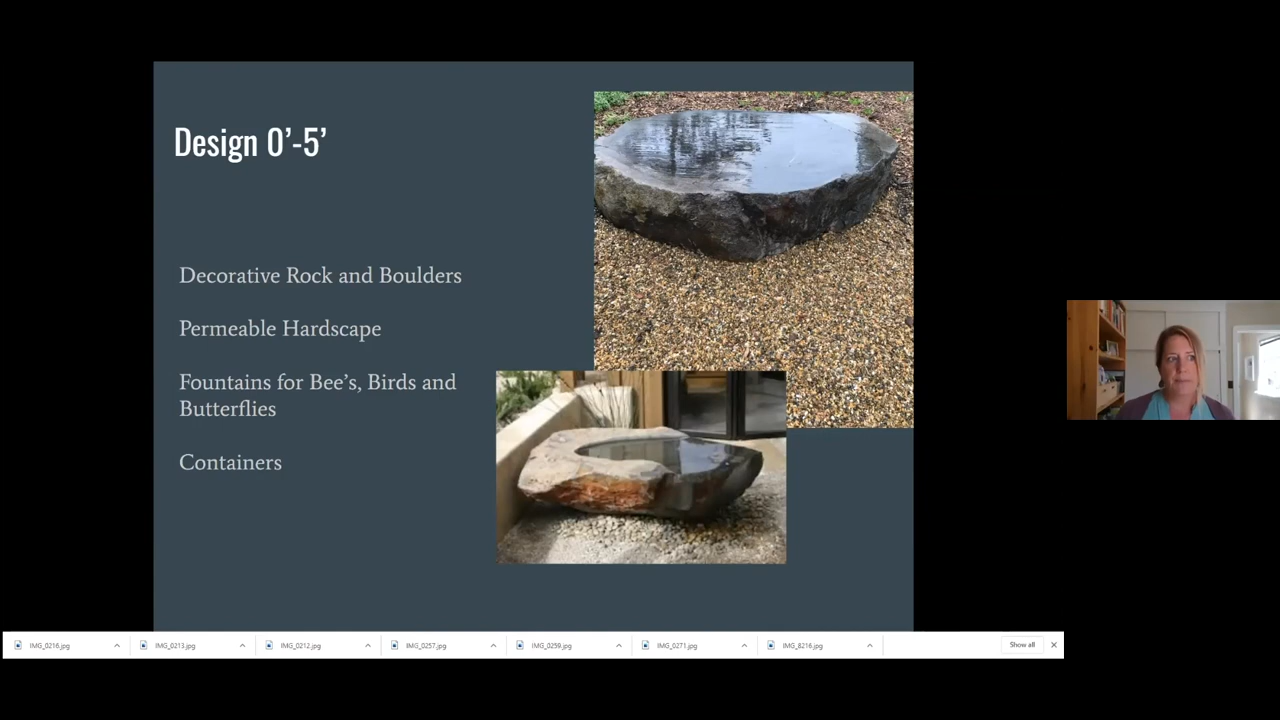 Design 0’-5’
Decorative Rock and Boulders
Permeable Hardscape
Fountains for Bee’s, Birds and
Butterflies
Containers
IMG_0216.jpg
IMG_0213.jpg
IMG_0212.jpg
IMG_0257.jpg
IMG_0259.jpg
IMG_0271.jpg
IMG_8216.jpg
Show all